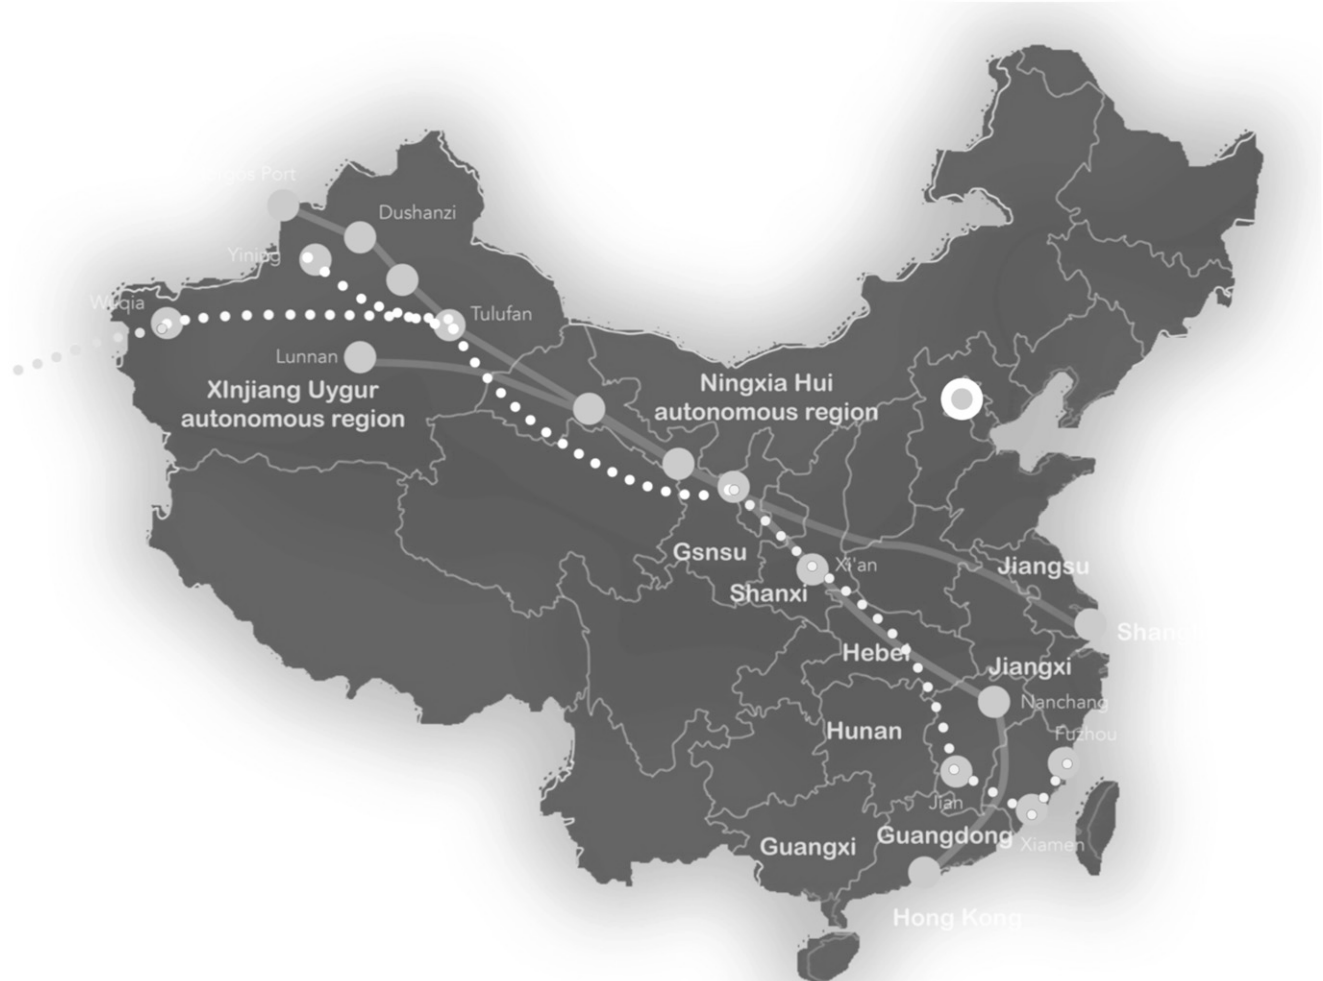 Port
Dushanzi
Yining
Tulufan
Lunnan
XInjiang Uygur
autonomous region
Ningxia Hui
autonomous region
Gsnsu
Xi'an
Jiangsu
Shanxi
Hebei
Jiangxi
Nanchang
Hunan
Fuzhou
Jian
Guangdong
Xiamen
Guangxi
Hong Kong